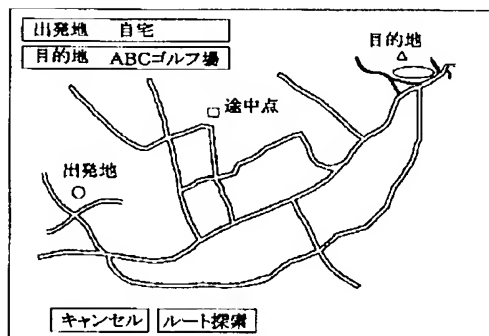 出発地 自宅
目的地 ABCゴルフ場
目的地
途中点
出発地
キャンセル ルート探索